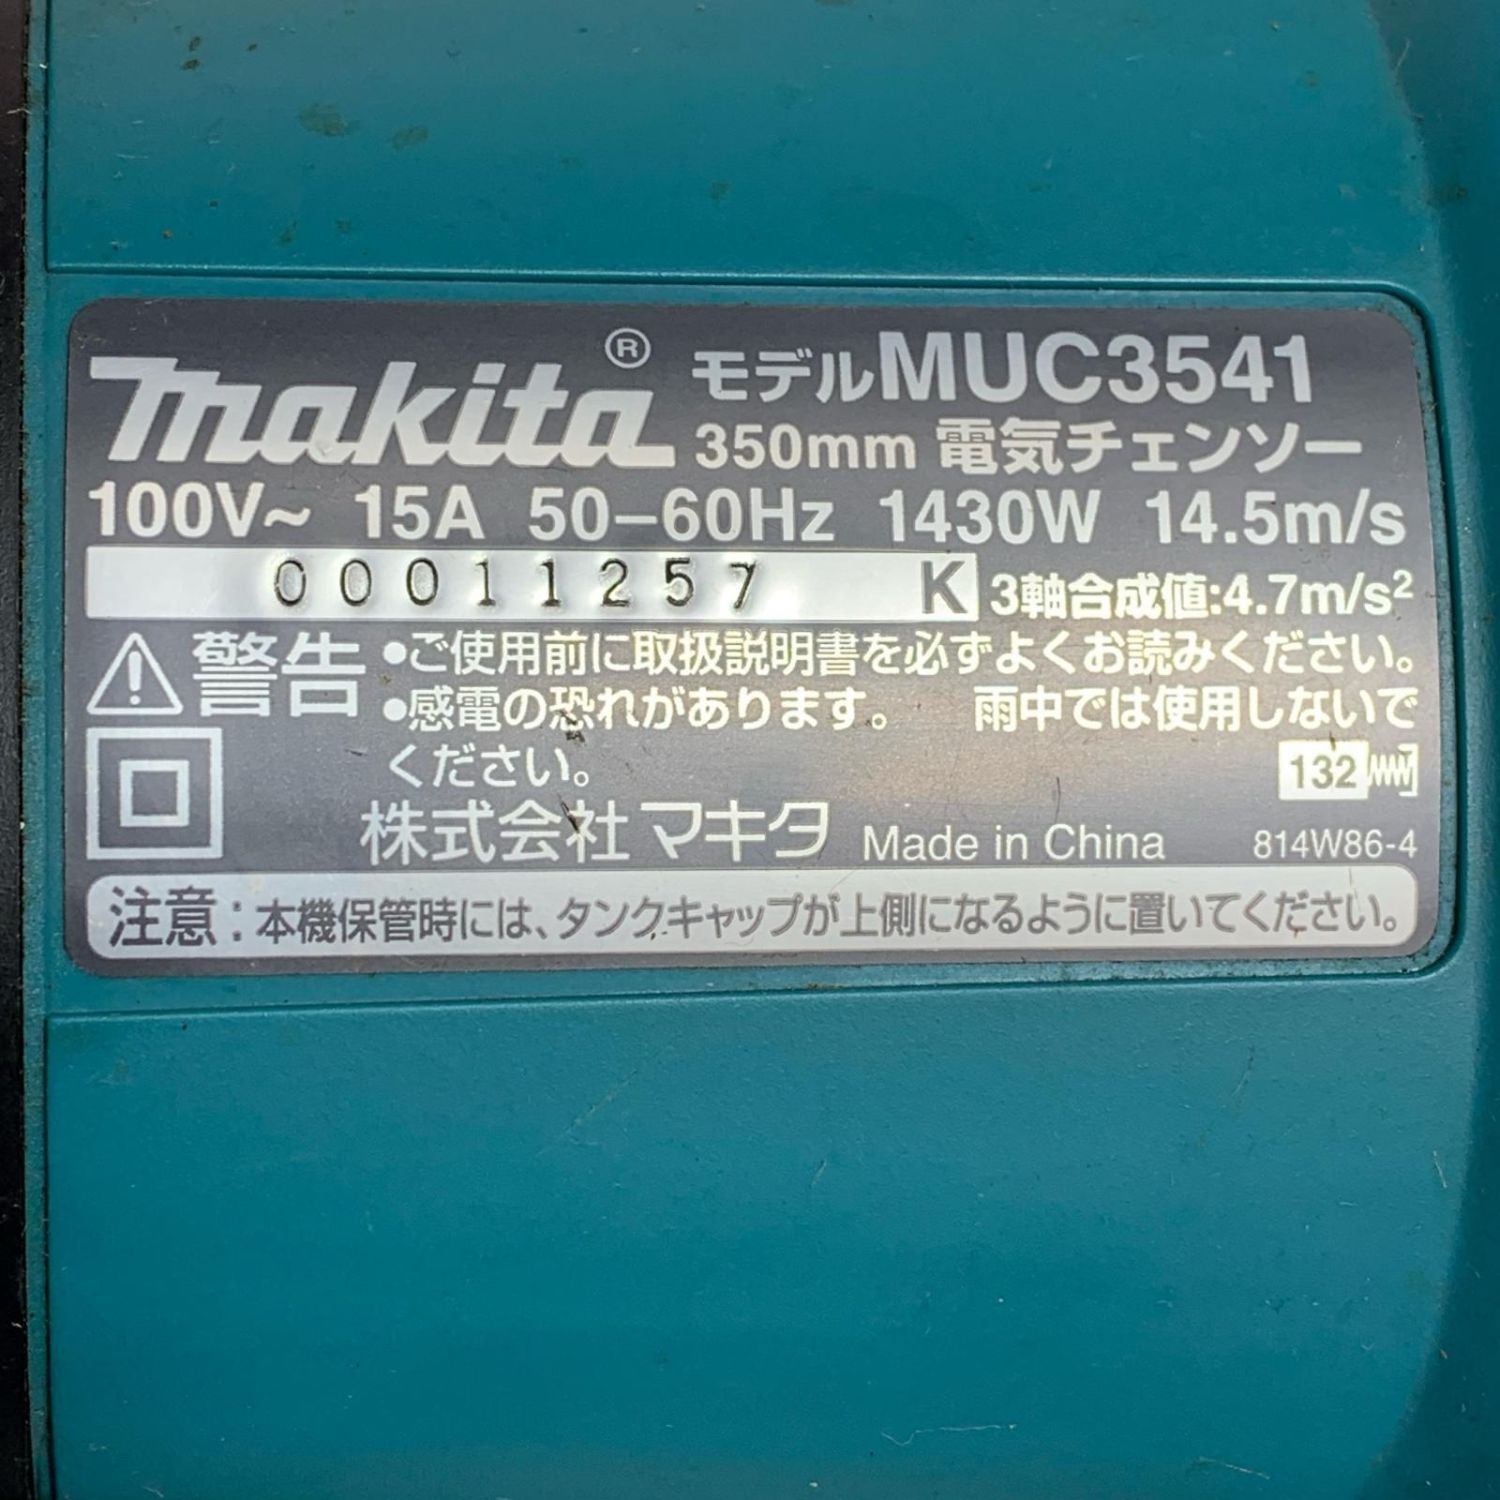 makita® モデルMUC3541
350mm 電気チェンソー
100V~ 15A 50-60Hz 1430W 14.5m/s
00011257 K 3軸合成値:4.7m/s²
警告 •ご使用前に取扱説明書を必ずよくお読みください。
•感電の恐れがあります。 雨中では使用しないで
ください。
132
株式会社マキタ Made in China 814W86-4
注意:本機保管時には、タンクキャップが上側になるように置いてください。